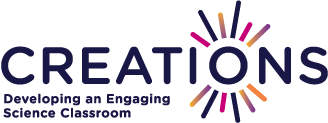 CREATIONS
Developing an Engaging
Science Classroom